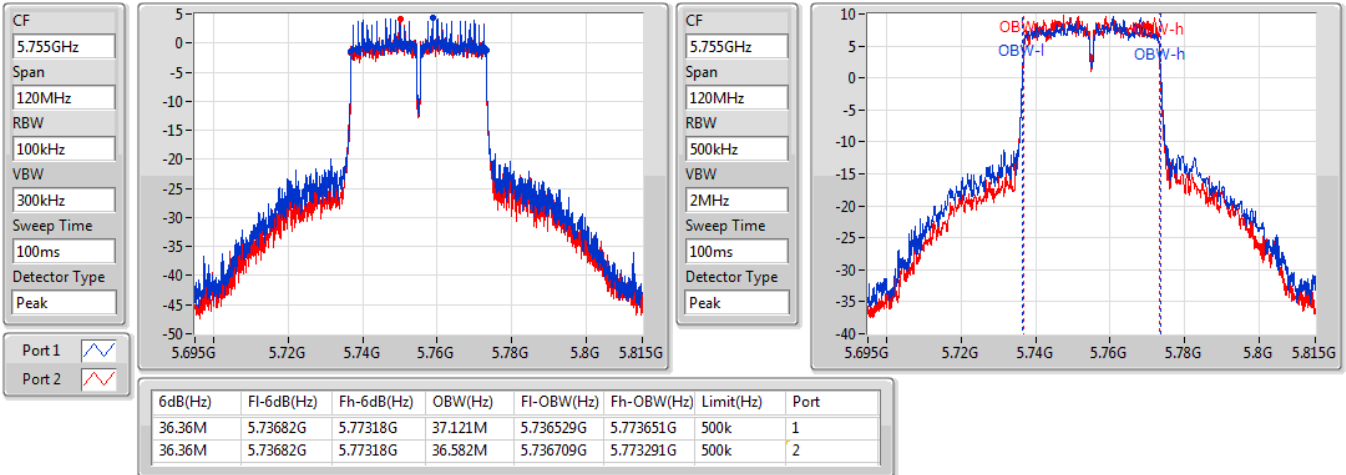 CF
5.755GHz
Span
120MHz
RBW
100kHz
VBW
300kHz
Sweep Time
100ms
Detector Type
Peak
Port 1
Port 2
5
0
-5
-10
-15
-20
-25
-30
-35
-40
-45
-50
5.695G 5.72G 5.74G 5.76G 5.78G 5.8G 5.815G
CF
5.755GHz
Span
120MHz
RBW
500kHz
VBW
2MHz
Sweep Time
100ms
Detector Type
Peak
10
5
0
-5
-10
-15
-20
-25
-30
-35
-40
OBW-l
OBW-h
5.695G 5.72G 5.74G 5.76G 5.78G 5.8G 5.815G
6dB(Hz) Fl-6dB(Hz) Fh-6dB(Hz) OBW(Hz) Fl-OBW(Hz) Fh-OBW(Hz) Limit(Hz) Port
36.36M 5.73682G 5.77318G 37.121M 5.736529G 5.773651G 500k 1
36.36M 5.73682G 5.77318G 36.582M 5.736709G 5.773291G 500k 2